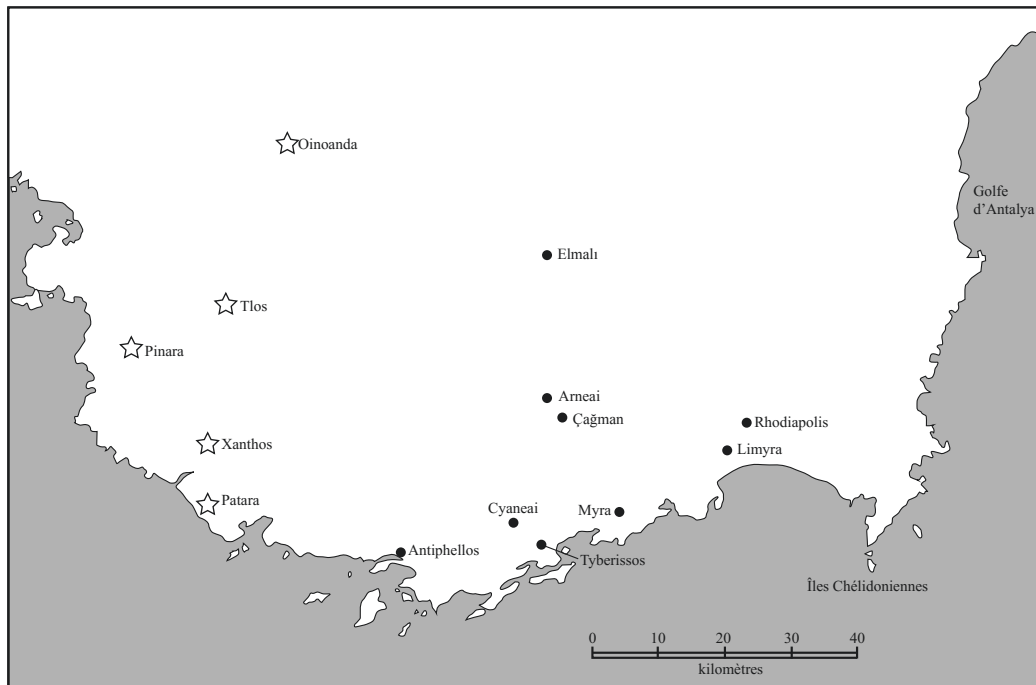 Oinoanda
Golfe
d'Antalya
Elmalı
Tlos
Pinara
Arneai
Çağman
Rhodiapolis
Xanthos
Limyra
Patara
Cyaneai
Myra
Antiphellos
Tyberissos
Îles Chélidoniennes
0 10 20 30 40
kilomètres